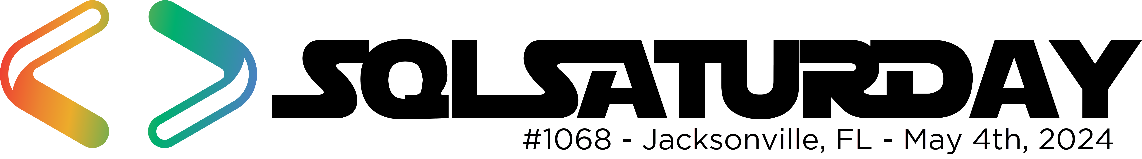 SQLSATURDAY
#1068 - Jacksonville, FL - May 4th, 2024